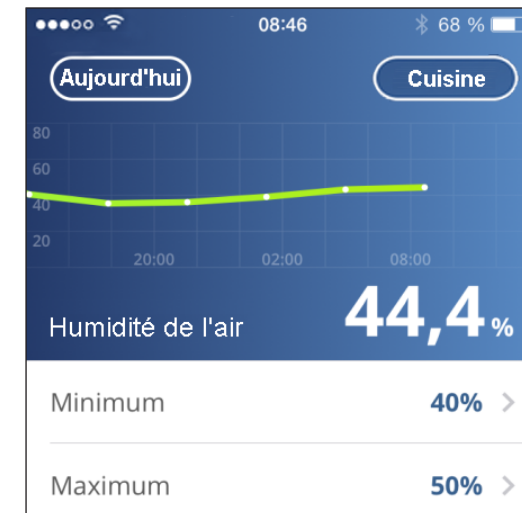 08:46 68 %
Aujourd'hui Cuisine
80
60
40
20
20:00 02:00 08:00
Humidité de l'air 44,4 %
Minimum 40%
Maximum 50%